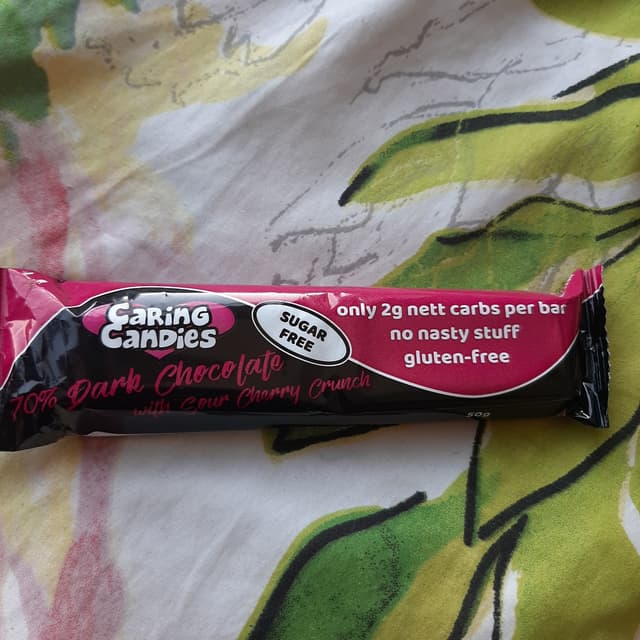 CaRiNG
CaNDiES
SUGAR
FREE
only 2g nett carbs per bar
no nasty stuff
gluten-free
70% Dark Chocolate
with Sour Cherry Crunch
50g